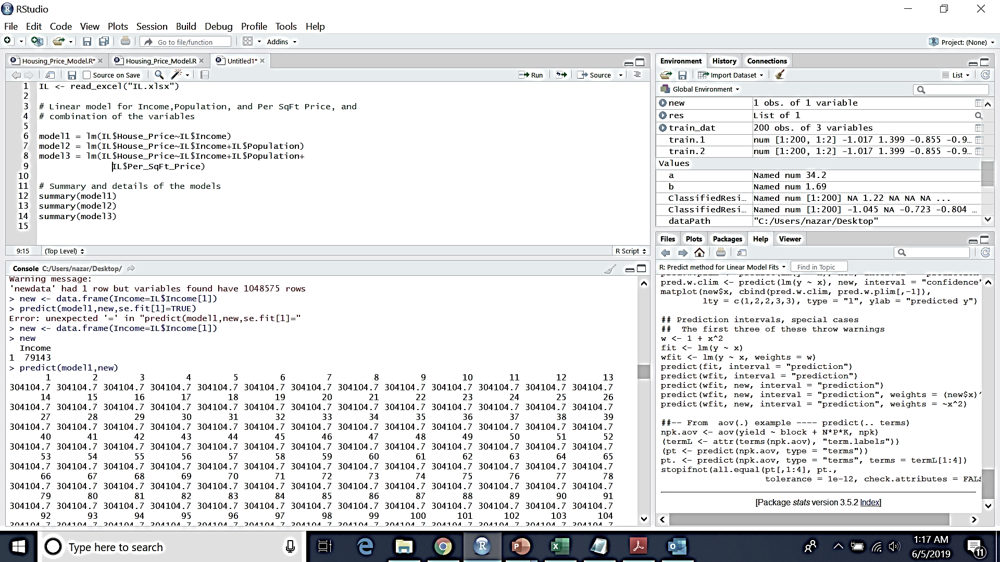 RStudio
File Edit Code View Plots Session Build Debug Profile Tools Help
Go to file/function Addins Project: (None)
Housing_Price_Model.R* Housing_Price_Model.R Untitled1*
Source on Save Run Source
1 IL <- read_excel("IL.xlsx")
2
3 # Linear model for Income,Population, and Per SqFt Price, and
4 # combination of the variables
5
6 model1 = lm(IL$House_Price~IL$Income)
7 model2 = lm(IL$House_Price~IL$Income+IL$Population)
8 model3 = lm(IL$House_Price~IL$Income+IL$Population+
9 IL$Per_SqFt_Price)
10
11 # Summary and details of the models
12 summary(model1)
13 summary(model2)
14 summary(model3)
15
9:15 (Top Level) R Script
Console C:/Users/nazar/Desktop/
Warning message:
'newdata' had 1 row but variables found have 1048575 rows
> new <- data.frame(Income=IL$Income[1])
> predict(model1,new,se.fit[1]=TRUE)
Error: unexpected '=' in "predict(model1,new,se.fit[1]="
> new <- data.frame(Income=IL$Income[1])
> new
Income
1 79143
> predict(model1,new)
1 2 3 4 5 6 7 8 9 10 11 12 13
304104.7 304104.7 304104.7 304104.7 304104.7 304104.7 304104.7 304104.7 304104.7 304104.7 304104.7 304104.7 304104.7
14 15 16 17 18 19 20 21 22 23 24 25 26
304104.7 304104.7 304104.7 304104.7 304104.7 304104.7 304104.7 304104.7 304104.7 304104.7 304104.7 304104.7 304104.7
27 28 29 30 31 32 33 34 35 36 37 38 39
304104.7 304104.7 304104.7 304104.7 304104.7 304104.7 304104.7 304104.7 304104.7 304104.7 304104.7 304104.7 304104.7
40 41 42 43 44 45 46 47 48 49 50 51 52
304104.7 304104.7 304104.7 304104.7 304104.7 304104.7 304104.7 304104.7 304104.7 304104.7 304104.7 304104.7 304104.7
53 54 55 56 57 58 59 60 61 62 63 64 65
304104.7 304104.7 304104.7 304104.7 304104.7 304104.7 304104.7 304104.7 304104.7 304104.7 304104.7 304104.7 304104.7
66 67 68 69 70 71 72 73 74 75 76 77 78
304104.7 304104.7 304104.7 304104.7 304104.7 304104.7 304104.7 304104.7 304104.7 304104.7 304104.7 304104.7 304104.7
79 80 81 82 83 84 85 86 87 88 89 90 91
304104.7 304104.7 304104.7 304104.7 304104.7 304104.7 304104.7 304104.7 304104.7 304104.7 304104.7 304104.7 304104.7
92 93 94 95 96 97 98 99 100 101 102 103 104
Environment History Connections
Import Dataset List
Global Environment
new 1 obs. of 1 variable
res List of 1
train_dat 200 obs. of 3 variables
train.1 num [1:200, 1:2] -1.017 1.399 -0.855 -0.9…
train.2 num [1:200, 1:2] -1.017 1.399 -0.855 -0.9…
Values
a Named num 34.2
b Named num 1.69
ClassifiedResi… Named num [1:200] NA 1.22 NA NA NA ...
ClassifiedResi… Named num [1:200] -1.045 NA -0.723 -0.804 …
dataPath "C:/Users/nazar/Desktop"
Files Plots Packages Help Viewer
R: Predict method for Linear Model Fits Find in Topic
pred.w.clim <- predict(lm(y ~ x), new, interval = "confidence"
matplot(new$x, cbind(pred.w.clim, pred.w.plim[,-1]),
lty = c(1,2,2,3,3), type = "l", ylab = "predicted y")
## Prediction intervals, special cases
## The first three of these throw warnings
w <- 1 + x^2
fit <- lm(y ~ x)
wfit <- lm(y ~ x, weights = w)
predict(fit, interval = "prediction")
predict(wfit, interval = "prediction")
predict(wfit, new, interval = "prediction")
predict(wfit, new, interval = "prediction", weights = (new$x)^
predict(wfit, new, interval = "prediction", weights = ~x^2)
##-- From aov(.) example ---- predict(.. terms)
npk.aov <- aov(yield ~ block + N*P*K, npk)
(termL <- attr(terms(npk.aov), "term.labels"))
(pt <- predict(npk.aov, type = "terms"))
pt. <- predict(npk.aov, type = "terms", terms = termL[1:4])
stopifnot(all.equal(pt[,1:4], pt.,
tolerance = 1e-12, check.attributes = FALS
[Package stats version 3.5.2 Index]
Type here to search
1:17 AM
6/5/2019
11